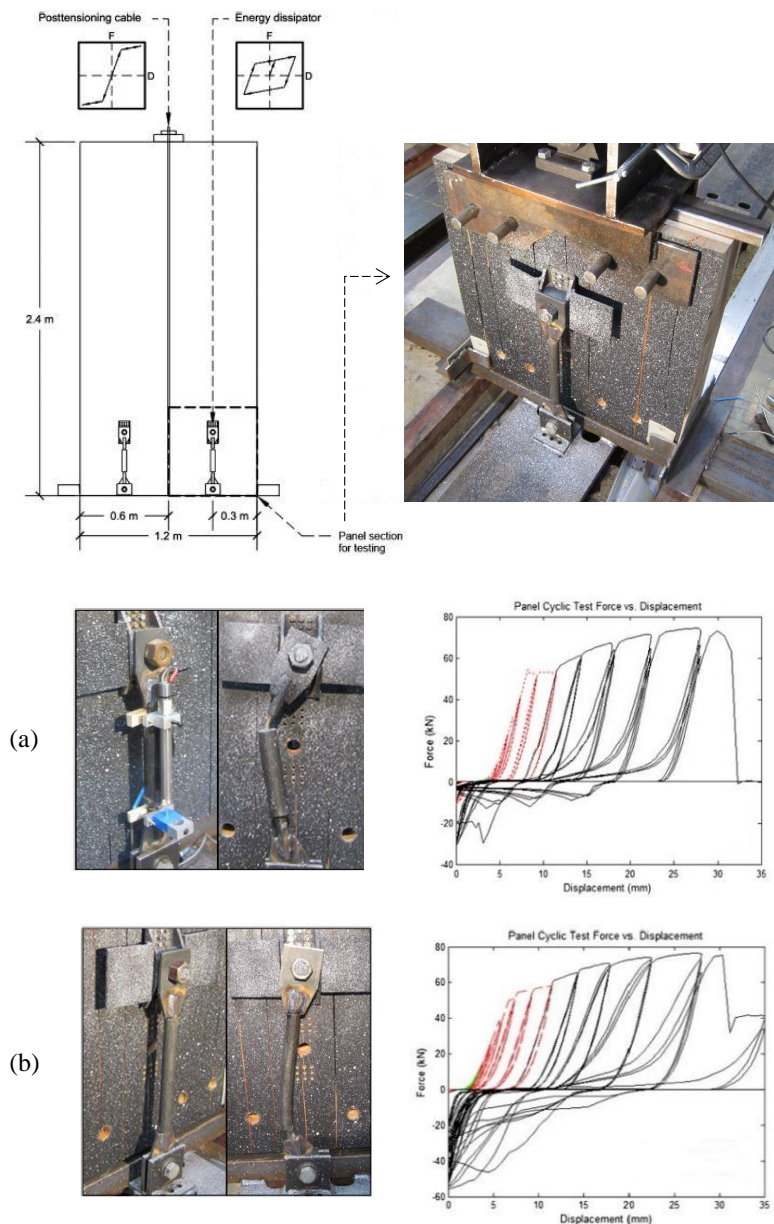 Posttensioning cable
Energy dissipator
F
D
F
D
2.4 m
0.6 m
0.3 m
1.2 m
Panel section
for testing
(a)
Panel Cyclic Test Force vs. Displacement
Force (kN)
80
60
40
20
0
-20
-40
0 5 10 15 20 25 30 35
Displacement (mm)
(b)
Panel Cyclic Test Force vs. Displacement
Force (kN)
80
60
40
20
0
-20
-40
-60
0 5 10 15 20 25 30 35
Displacement (mm)